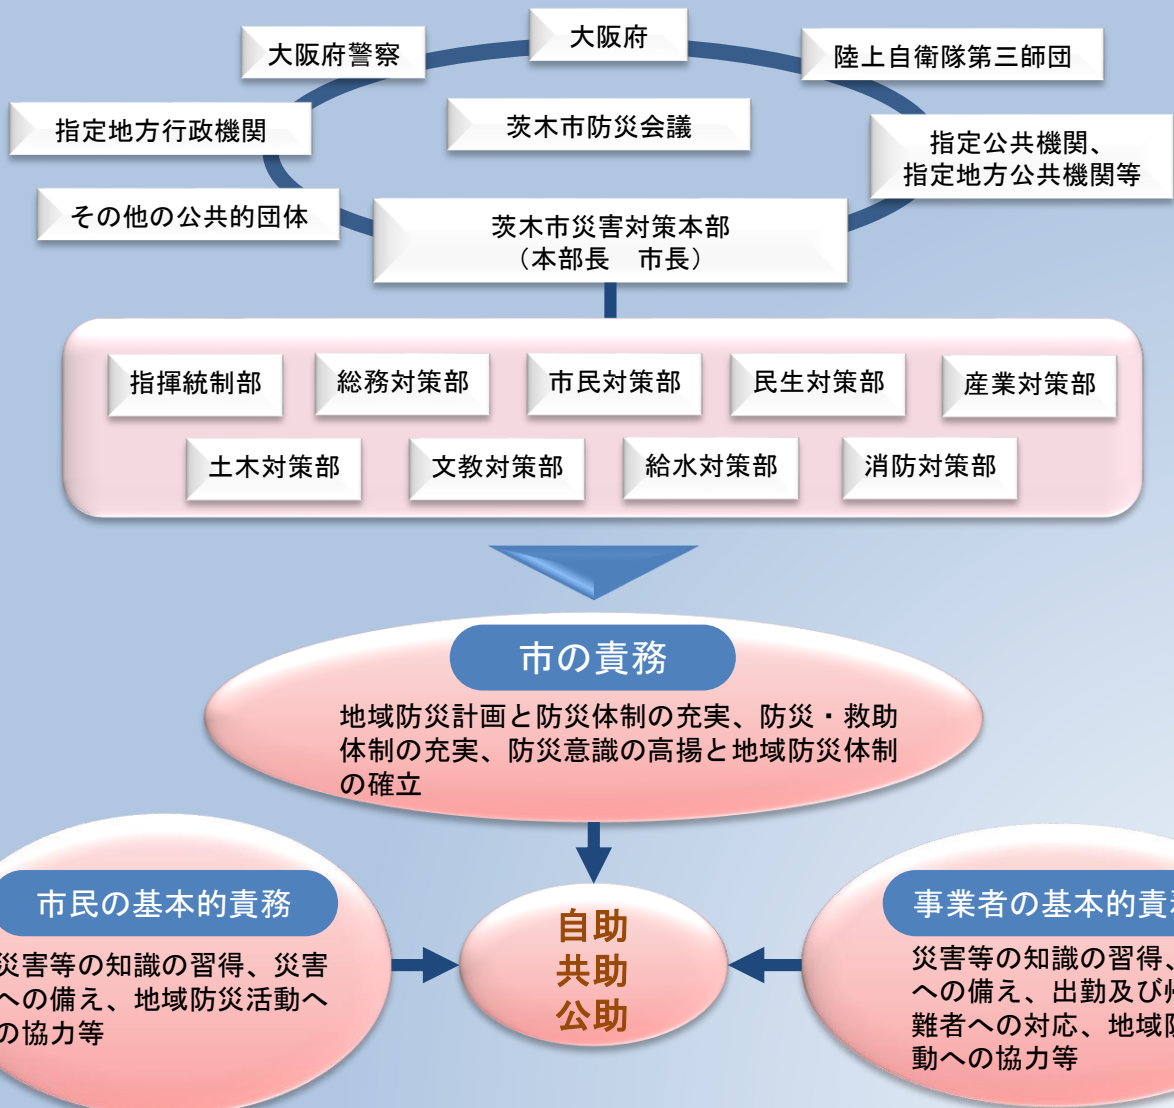 大阪府
大阪府警察
陸上自衛隊第三師団
指定地方行政機関
茨木市防災会議
指定公共機関、
指定地方公共機関等
その他の公共的団体
茨木市災害対策本部
（本部長　市長）
指揮統制部
総務対策部
市民対策部
民生対策部
産業対策部
土木対策部
文教対策部
給水対策部
消防対策部
市の責務
地域防災計画と防災体制の充実、防災・救助
体制の充実、防災意識の高揚と地域防災体制
の確立
市民の基本的責務
災害等の知識の習得、災害
への備え、地域防災活動へ
の協力等
自助
共助
公助
事業者の基本的責
災害等の知識の習得、
への備え、出勤及び
難者への対応、地域
動への協力等